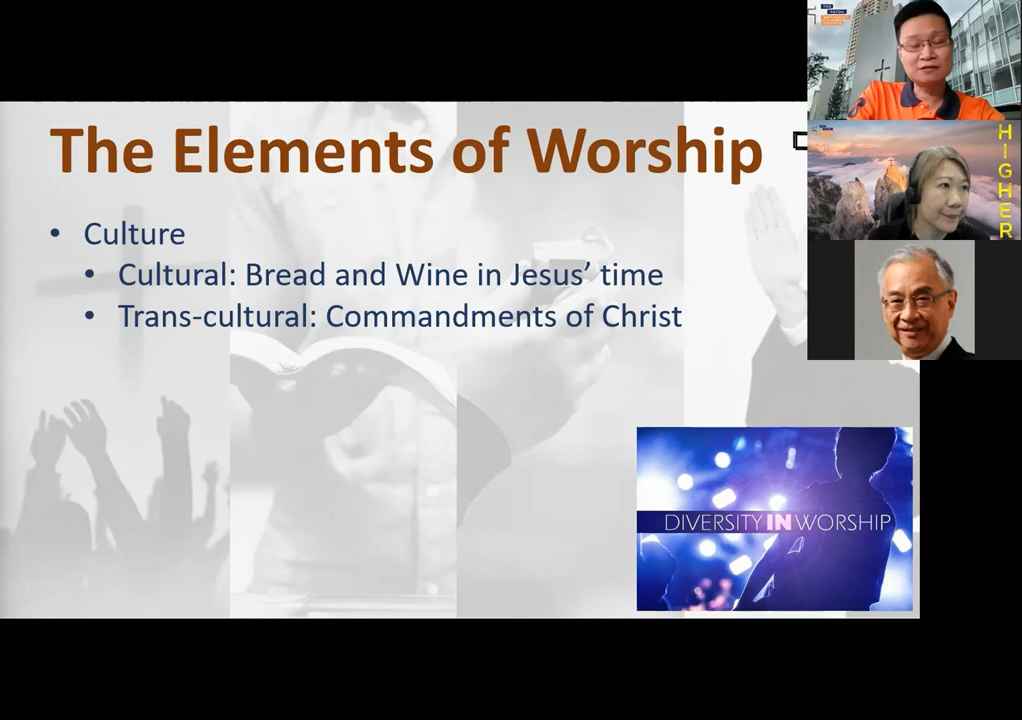 The Elements of Worship
• Culture
• Cultural: Bread and Wine in Jesus’ time
• Trans-cultural: Commandments of Christ
DIVERSITY IN WORSHIP
H
I
G
H
E
R